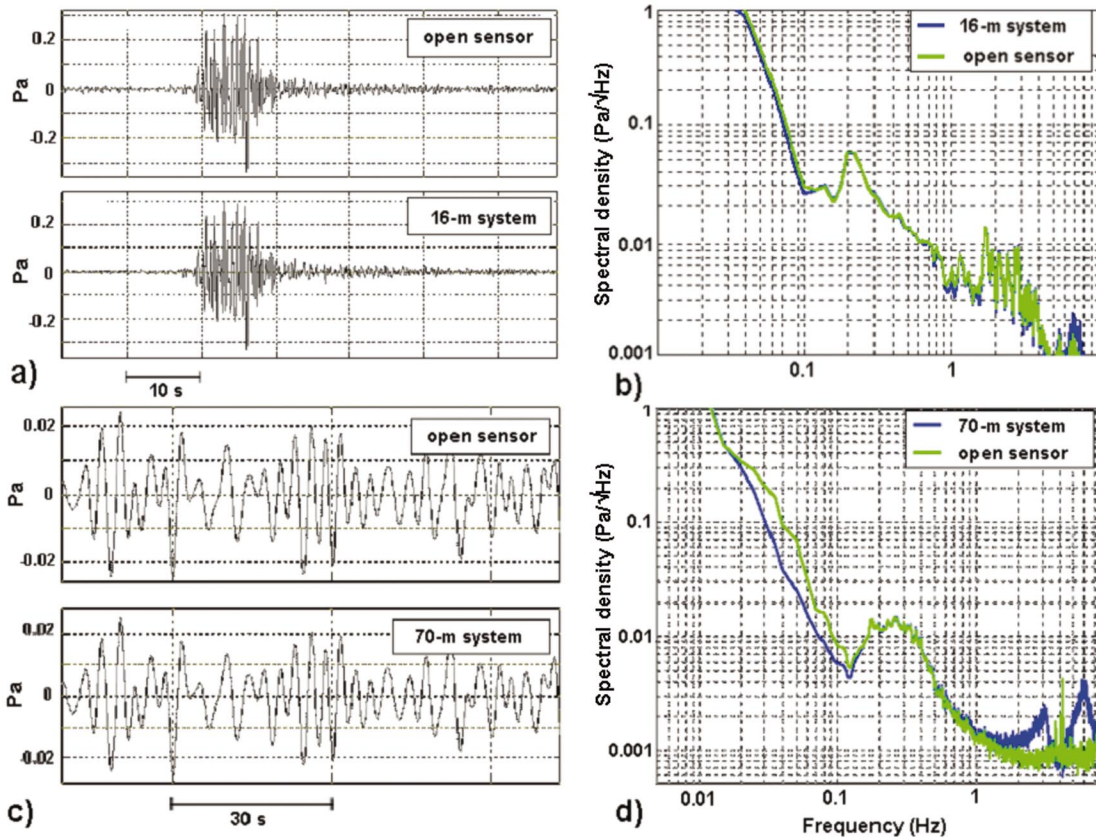 0.2
0
-0.2
Pa
open sensor
0.2
0
-0.2
Pa
16-m system
a)
10 s
1
0.1
0.01
0.001
Spectral density (Pa/√Hz)
16-m system
open sensor
0.1
1
b)
0.02
0
-0.02
Pa
open sensor
0.02
0
-0.02
Pa
70-m system
c)
30 s
1
0.1
0.01
0.001
Spectral density (Pa/√Hz)
70-m system
open sensor
0.01
0.1
1
d)
Frequency (Hz)